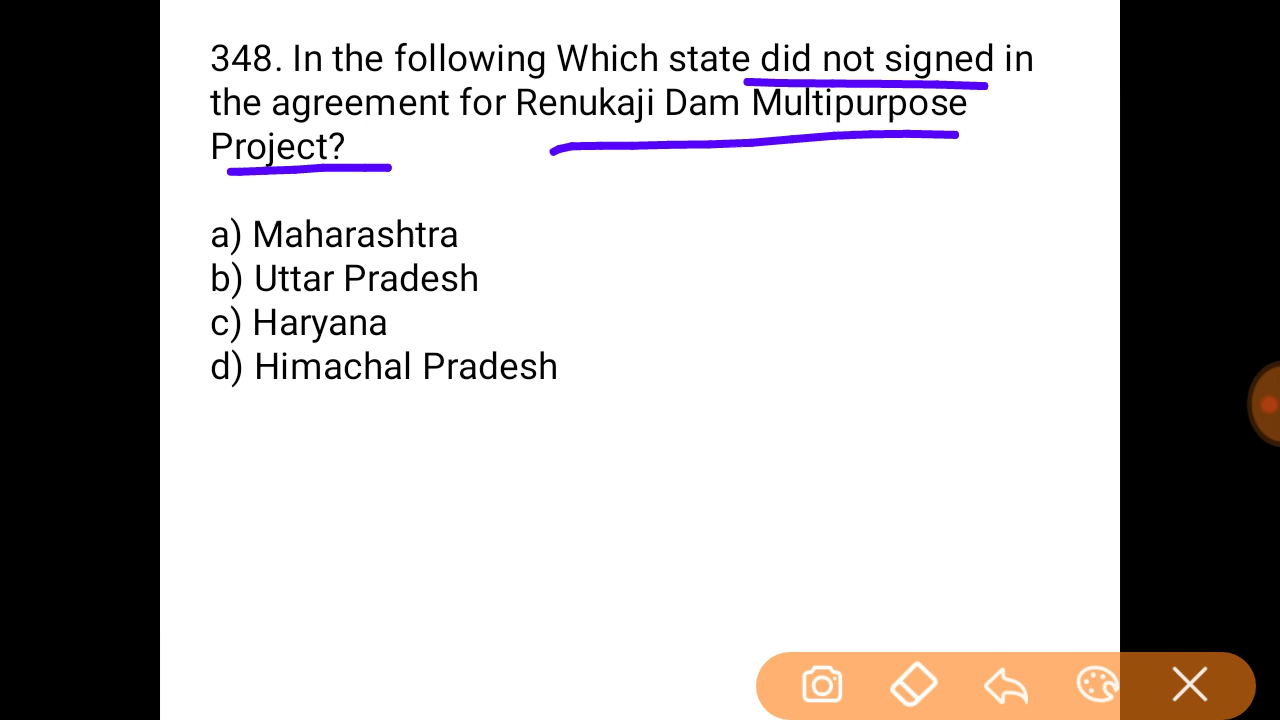 348. In the following Which state did not signed in
the agreement for Renukaji Dam Multipurpose
Project?
a) Maharashtra
b) Uttar Pradesh
c) Haryana
d) Himachal Pradesh